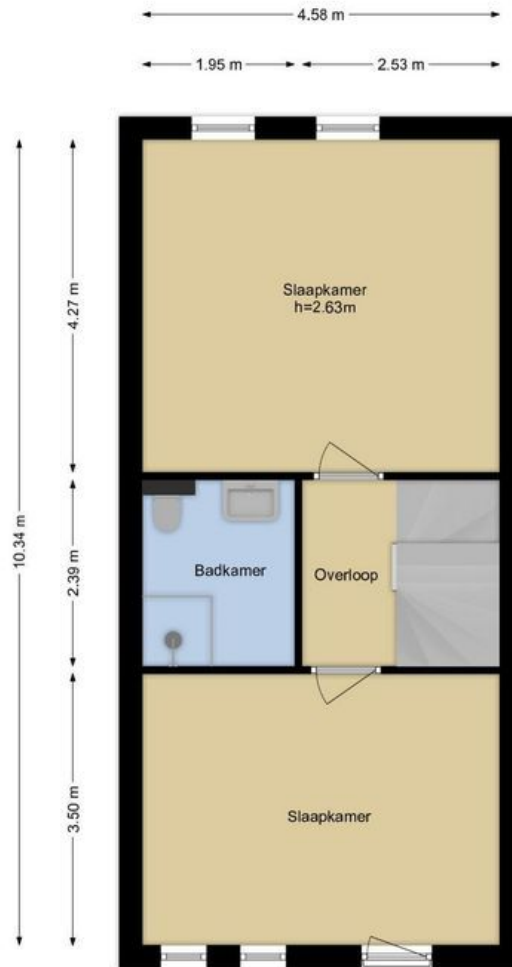 4.58 m
1.95 m
2.53 m
10.34 m
4.27 m
Slaapkamer
h=2.63m
2.39 m
Badkamer
Overloop
3.50 m
Slaapkamer